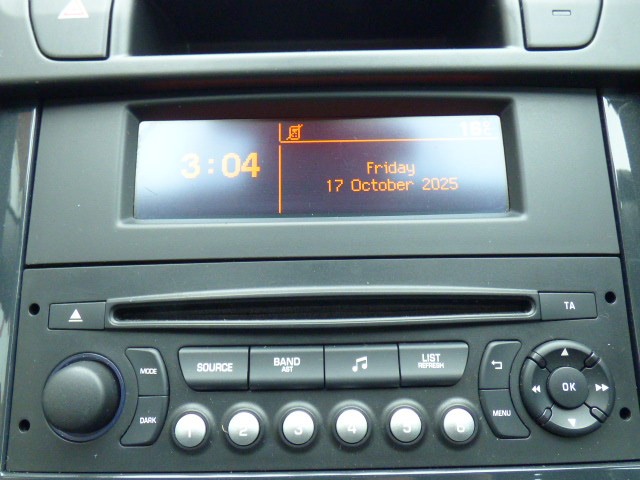 3:04
Friday
17 October 2025
TA
MODE
DARK
SOURCE
BAND
AST
LIST
REFRESH
MENU
OK
1 2 3 4 5 6